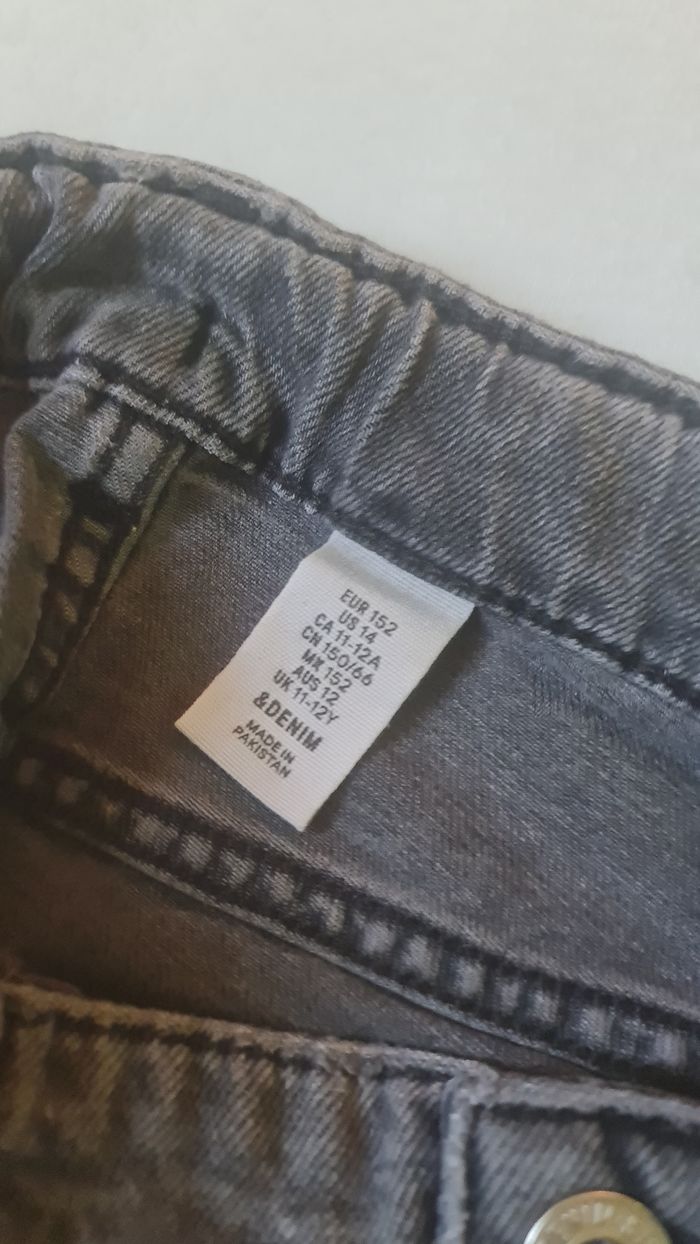 EUR 152
US 14
CA 11-12A
CN 150/66
MX 152
AUS 12
UK 11-12Y
&DENIM
MADE IN
PAKISTAN